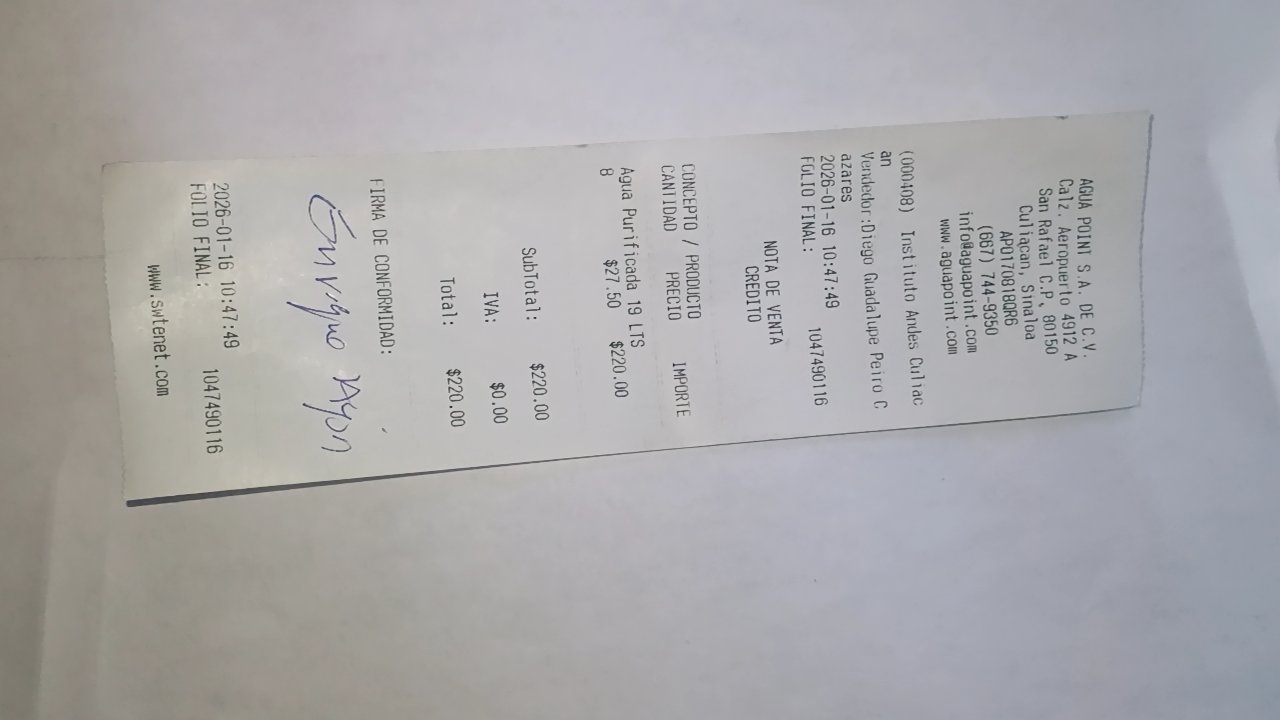 AGUA POINT S.A. DE C.V.
Calz. Aeropuerto 4912 A
San Rafael C.P. 80150
Culiacan, Sinaloa
APO170818QR6
(667) 744-9350
info@aguapoint.com
www.aguapoint.com
(000408) Instituto Andes Culiac
an
Vendedor:Diego Guadalupe Peiro C
azares
2026-01-16 10:47:49
FOLIO FINAL: 1047490116
NOTA DE VENTA
CREDITO
CONCEPTO / PRODUCTO
CANTIDAD PRECIO IMPORTE
Agua Purificada 19 LTS
8 $27.50 $220.00
SubTotal: $220.00
IVA: $0.00
Total: $220.00
FIRMA DE CONFORMIDAD:
Enrique Ayon
2026-01-16 10:47:49
FOLIO FINAL: 1047490116
www.swtenet.com